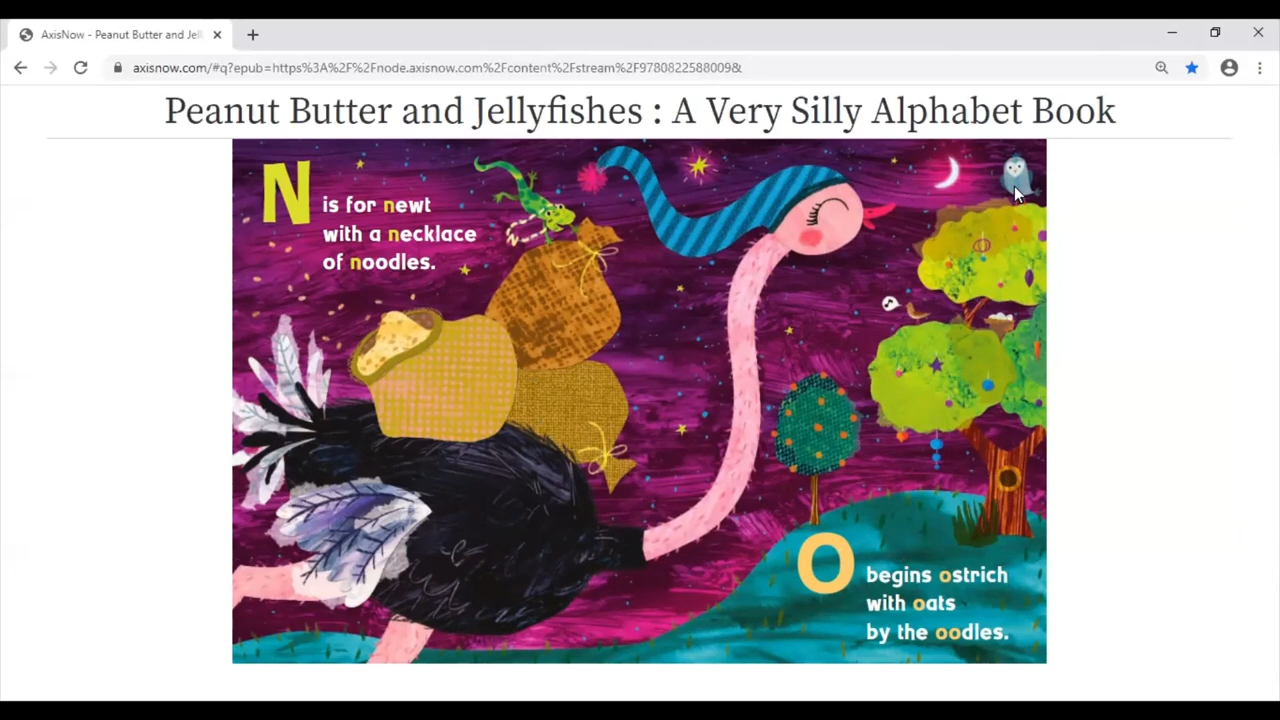 AxisNow - Peanut Butter and Jel
axisnow.com/#q?epub=https%3A%2F%2Fnode.axisnow.com%2Fcontent%2Fstream%2F9780822588009&
Peanut Butter and Jellyfishes : A Very Silly Alphabet Book
N is for newt
with a necklace
of noodles.
O begins ostrich
with oats
by the oodles.